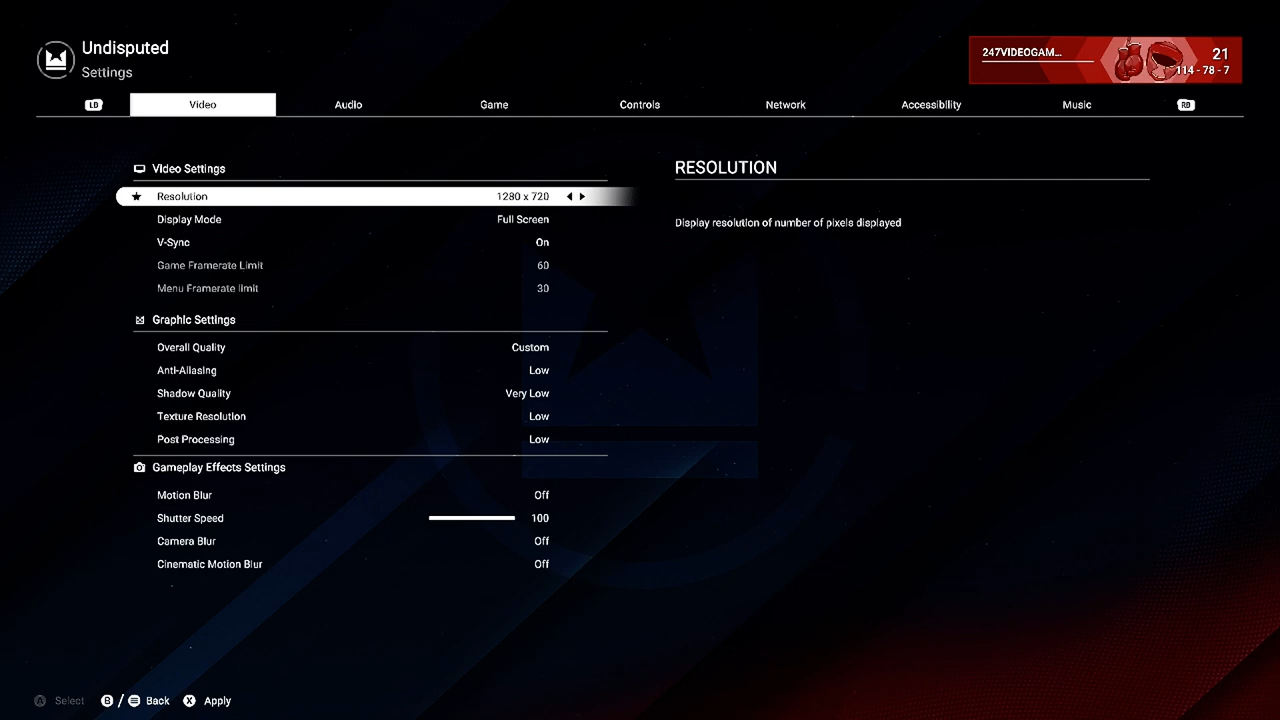 Undisputed
Settings
247VIDEOGAM...
21
114 - 78 - 7
LB Video Audio Game Controls Network Accessibility Music RB
Video Settings
Resolution 1280 x 720
Display Mode Full Screen
V-Sync On
Game Framerate Limit 60
Menu Framerate limit 30
Graphic Settings
Overall Quality Custom
Anti-Aliasing Low
Shadow Quality Very Low
Texture Resolution Low
Post Processing Low
Gameplay Effects Settings
Motion Blur Off
Shutter Speed 100
Camera Blur Off
Cinematic Motion Blur Off
RESOLUTION
Display resolution of number of pixels displayed
A Select B / Back X Apply